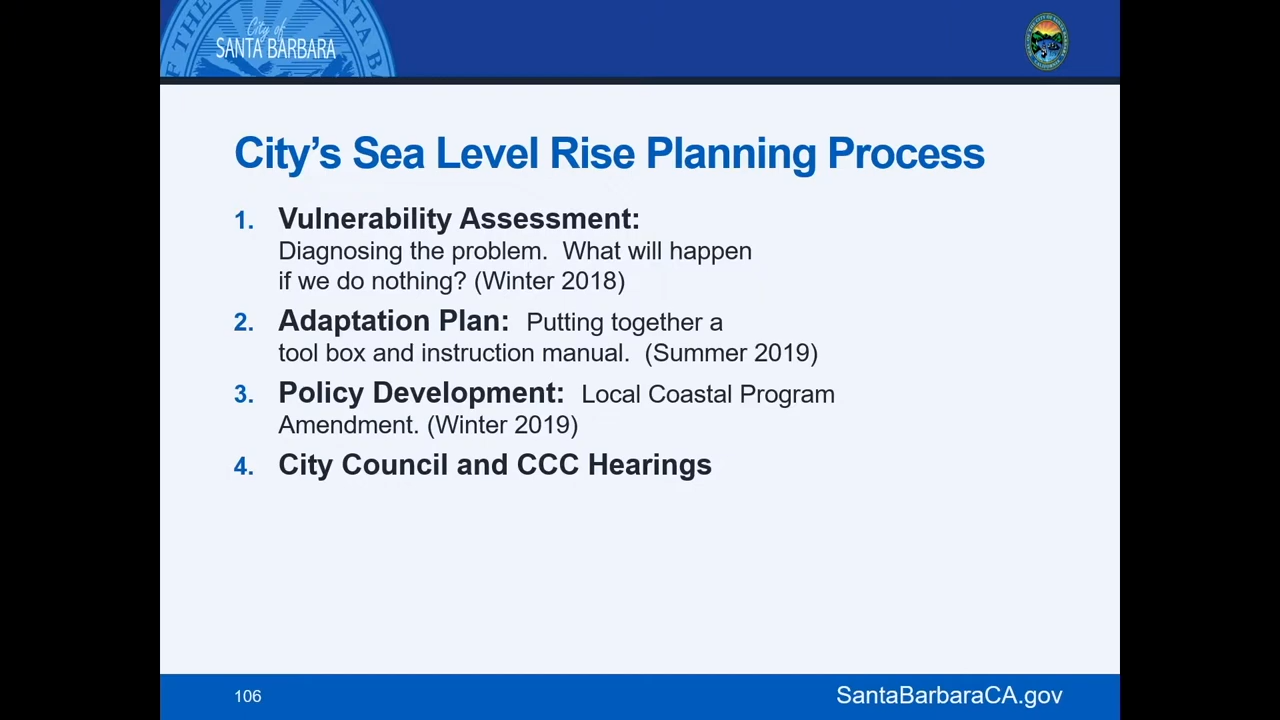 City of
SANTA BARBARA
City's Sea Level Rise Planning Process
1. Vulnerability Assessment:
Diagnosing the problem. What will happen
if we do nothing? (Winter 2018)
2. Adaptation Plan: Putting together a
tool box and instruction manual. (Summer 2019)
3. Policy Development: Local Coastal Program
Amendment. (Winter 2019)
4. City Council and CCC Hearings
106
SantaBarbaraCA.gov